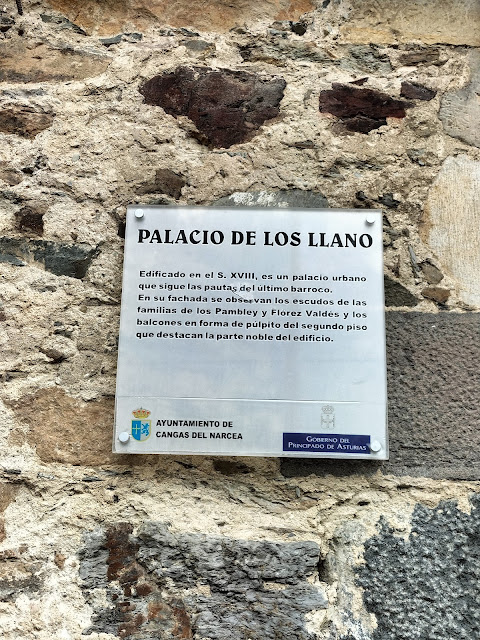 PALACIO DE LOS LLANO
Edificado en el S. XVIII, es un palacio urbano
que sigue las pautas del último barroco.
En su fachada se observan los escudos de las
familias de los Pambley y Florez Valdés y los
balcones en forma de púlpito del segundo piso
que destacan la parte noble del edificio.
AYUNTAMIENTO DE
CANGAS DEL NARCEA
GOBIERNO DEL
PRINCIPADO DE ASTURIAS